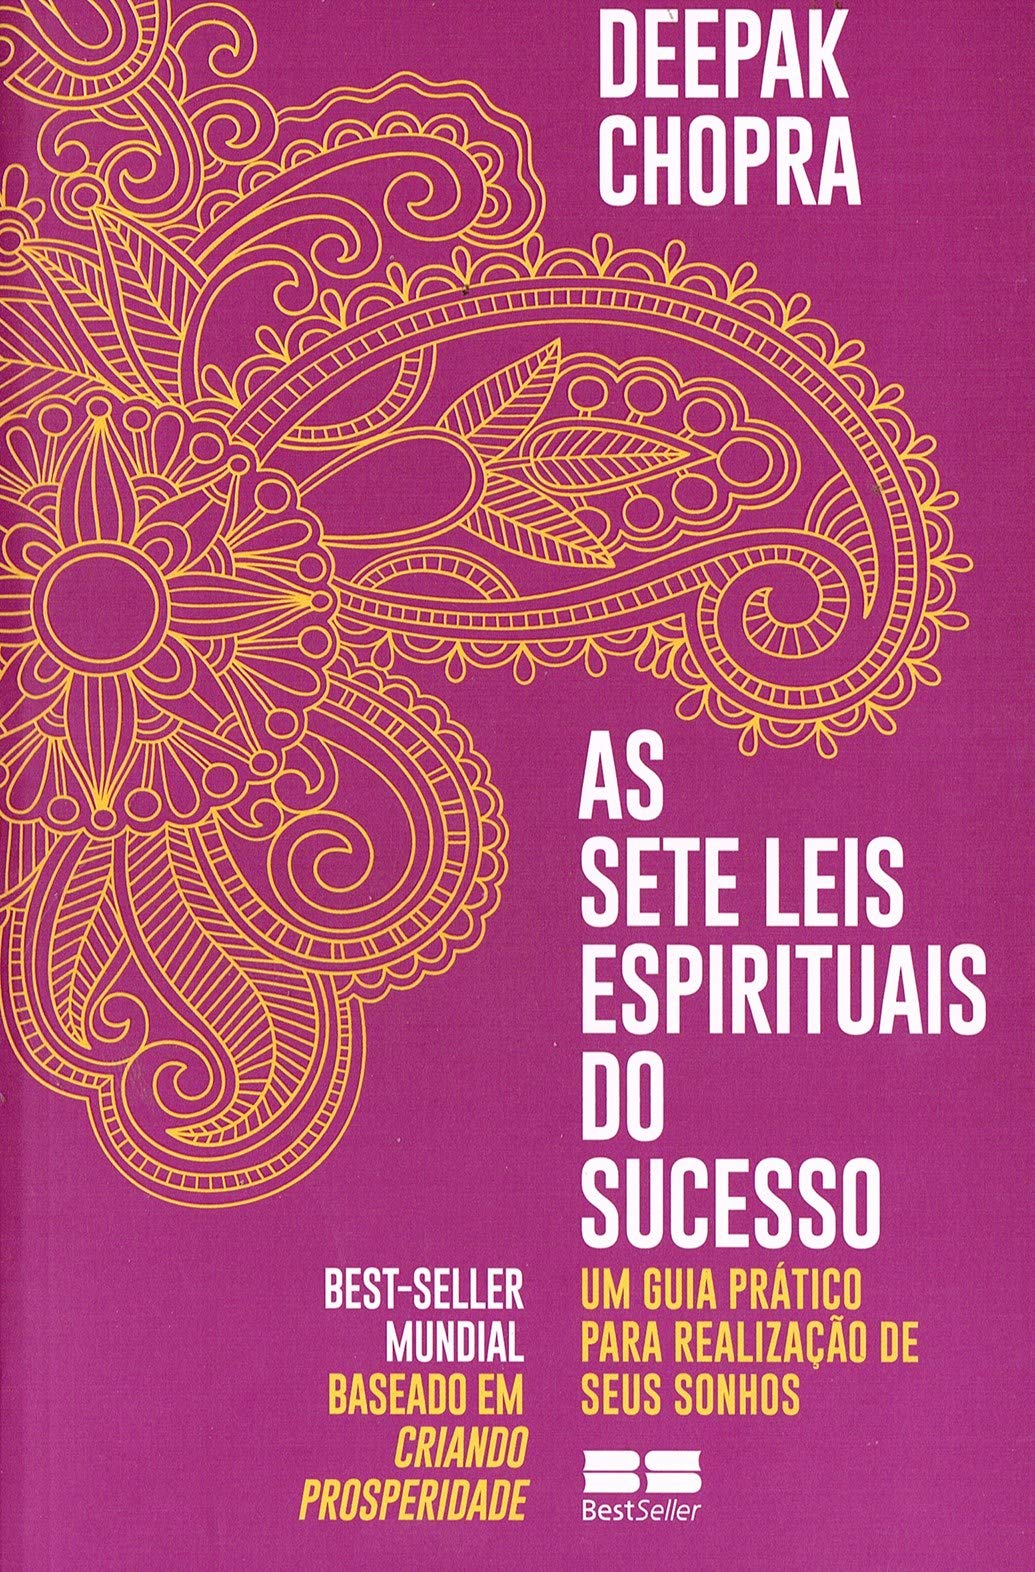 DEEPAK
CHOPRA
AS
SETE LEIS
ESPIRITUAIS
DO
SUCESSO
UM GUIA PRÁTICO
PARA REALIZAÇÃO DE
SEUS SONHOS
BEST-SELLER
MUNDIAL
BASEADO EM
CRIANDO
PROSPERIDADE
BS
BestSeller